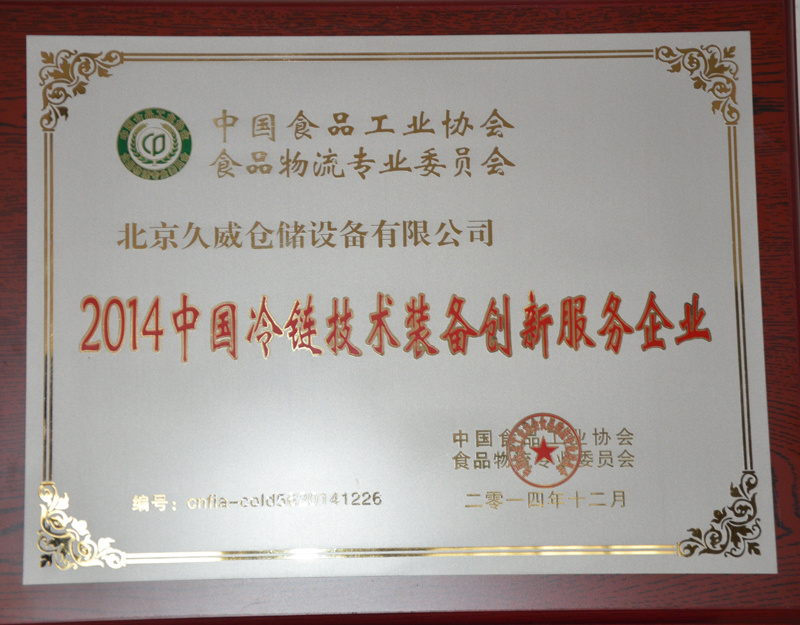 中国食品工业协会
食品物流专业委员会
北京久威仓储设备有限公司
2014中国冷链技术装备创新服务企业
中国食品工业协会
食品物流专业委员会
编号：
二零一四年十二月